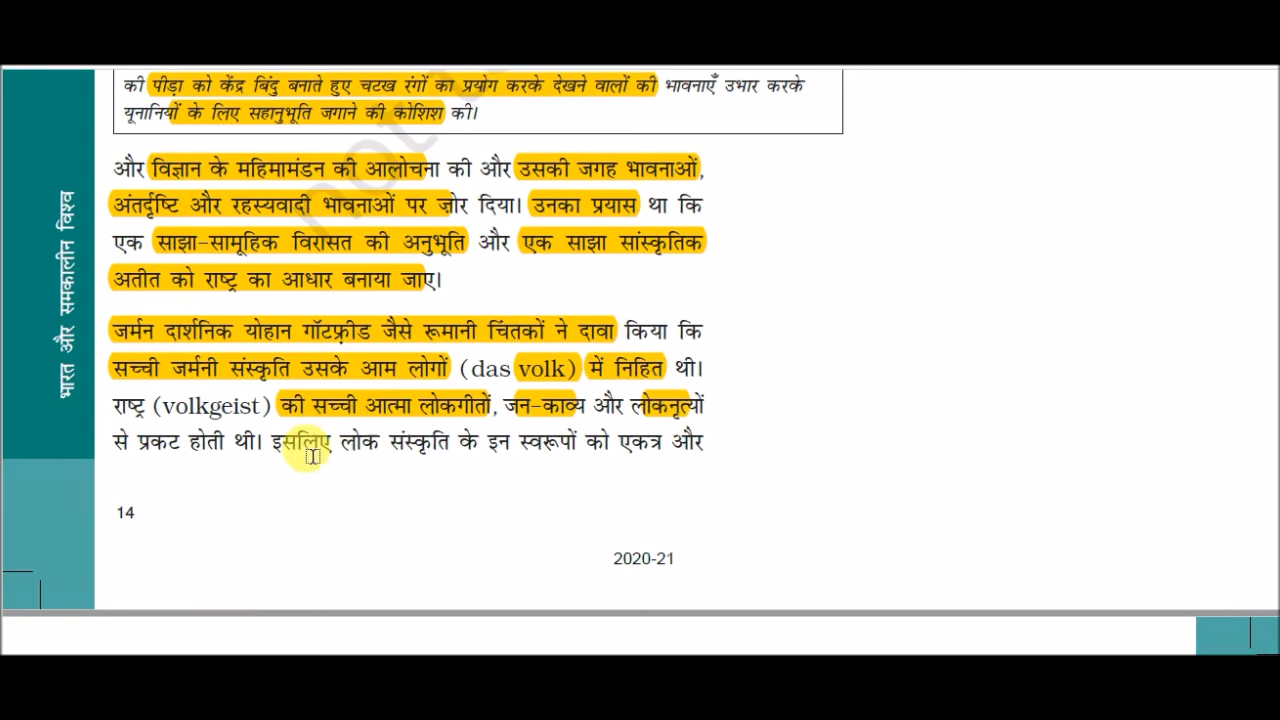 की पीड़ा को केंद्र बिंदु बनाते हुए चटख रंगों का प्रयोग करके देखने वालों की भावनाएँ उभार करके
यूनानियों के लिए सहानुभूति जगाने की कोशिश की।
और विज्ञान के महिमामंडन की आलोचना की और उसकी जगह भावनाओं,
अंतर्दृष्टि और रहस्यवादी भावनाओं पर ज़ोर दिया। उनका प्रयास था कि
एक साझा-सामूहिक विरासत की अनुभूति और एक साझा सांस्कृतिक
अतीत को राष्ट्र का आधार बनाया जाए।
जर्मन दार्शनिक योहान गॉटफ़्रीड जैसे रूमानी चिंतकों ने दावा किया कि
सच्ची जर्मनी संस्कृति उसके आम लोगों (das volk) में निहित थी।
राष्ट्र (volkgeist) की सच्ची आत्मा लोकगीतों, जन-काव्य और लोकनृत्यों
से प्रकट होती थी। इसलिए लोक संस्कृति के इन स्वरूपों को एकत्र और
14
2020-21
भारत और समकालीन विश्व
not